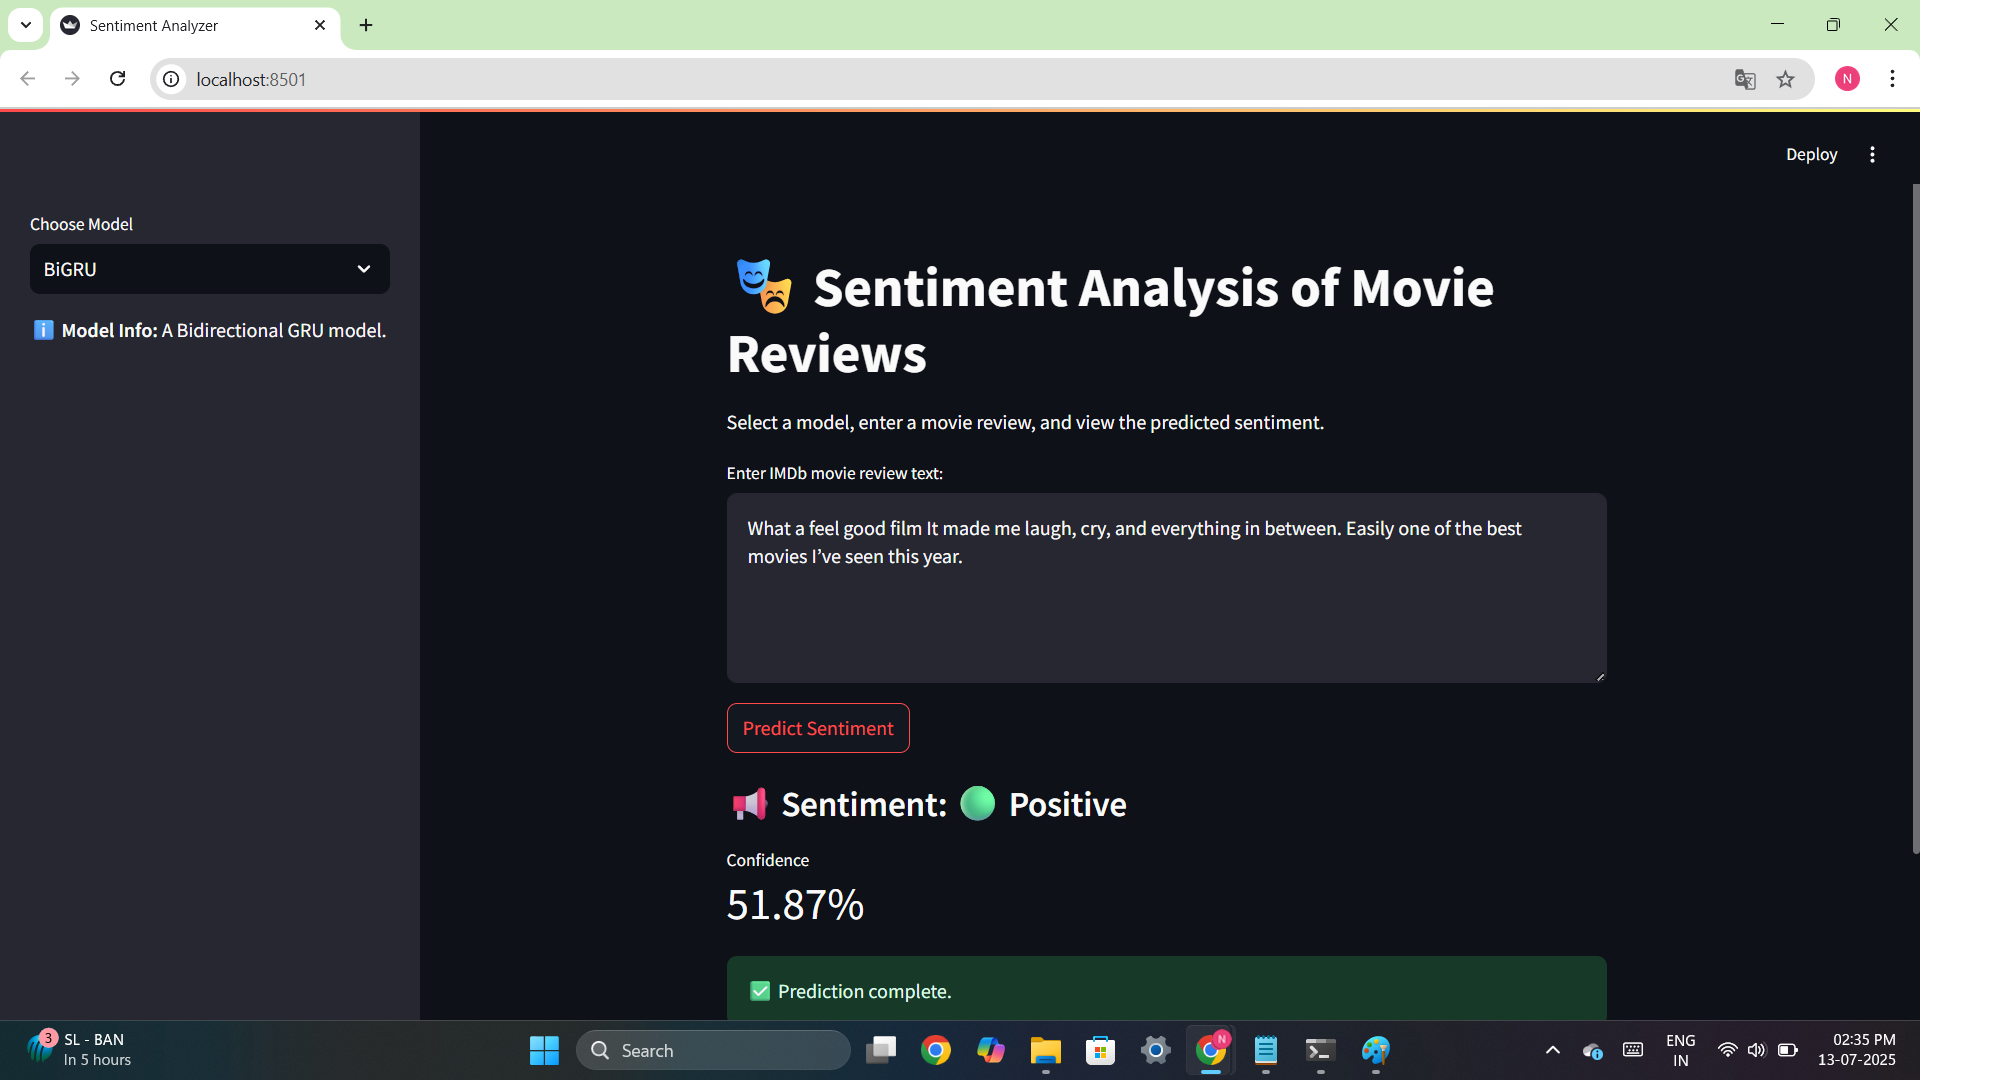 Sentiment Analyzer
localhost:8501
N
Deploy
Choose Model
BiGRU
Model Info: A Bidirectional GRU model.
Sentiment Analysis of Movie
Reviews
Select a model, enter a movie review, and view the predicted sentiment.
Enter IMDb movie review text:
What a feel good film It made me laugh, cry, and everything in between. Easily one of the best
movies I’ve seen this year.
Predict Sentiment
Sentiment: Positive
Confidence
51.87%
Prediction complete.
3
SL - BAN
In 5 hours
Search
N
ENG
IN
02:35 PM
13-07-2025